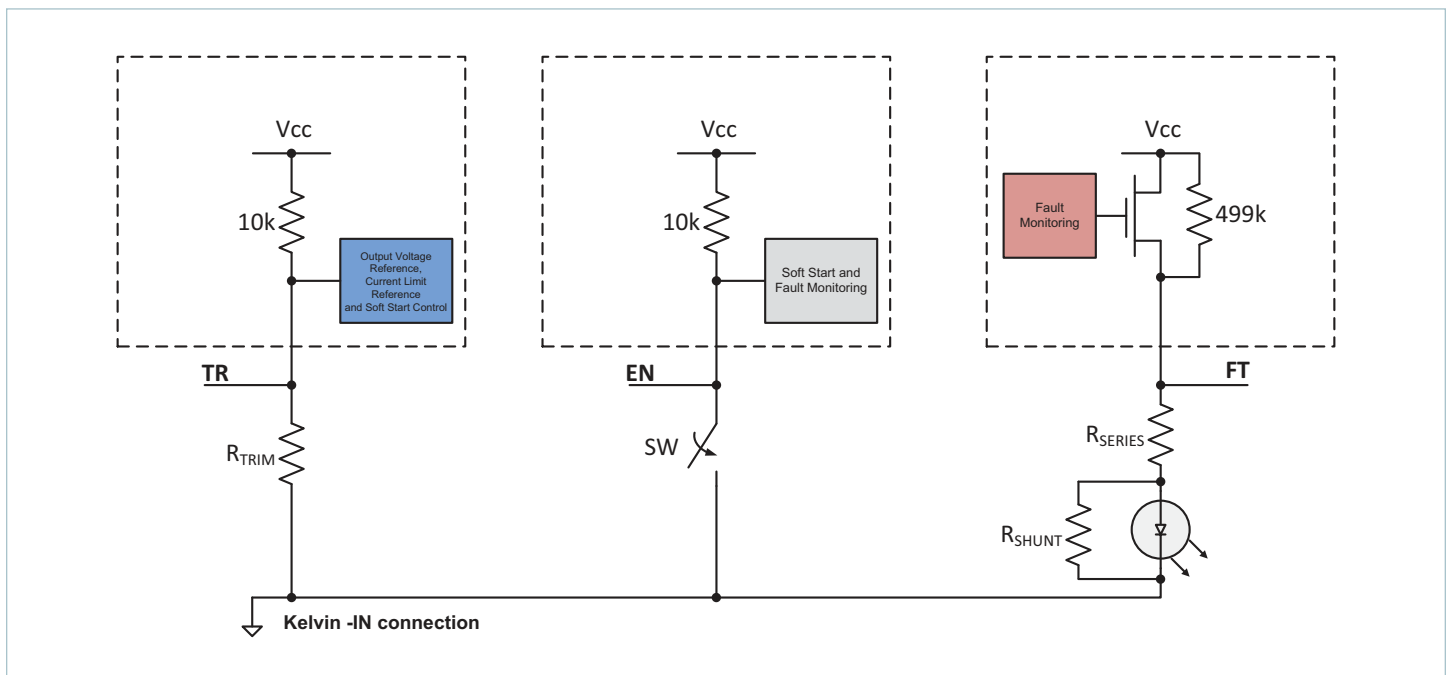 Vcc
10k
Output Voltage
Reference,
Current Limit
Reference
and Soft Start Control
TR
RTRIM
Vcc
10k
Soft Start and
Fault Monitoring
EN
SW
Vcc
Fault
Monitoring
499k
FT
RSERIES
RSHUNT
Kelvin -IN connection